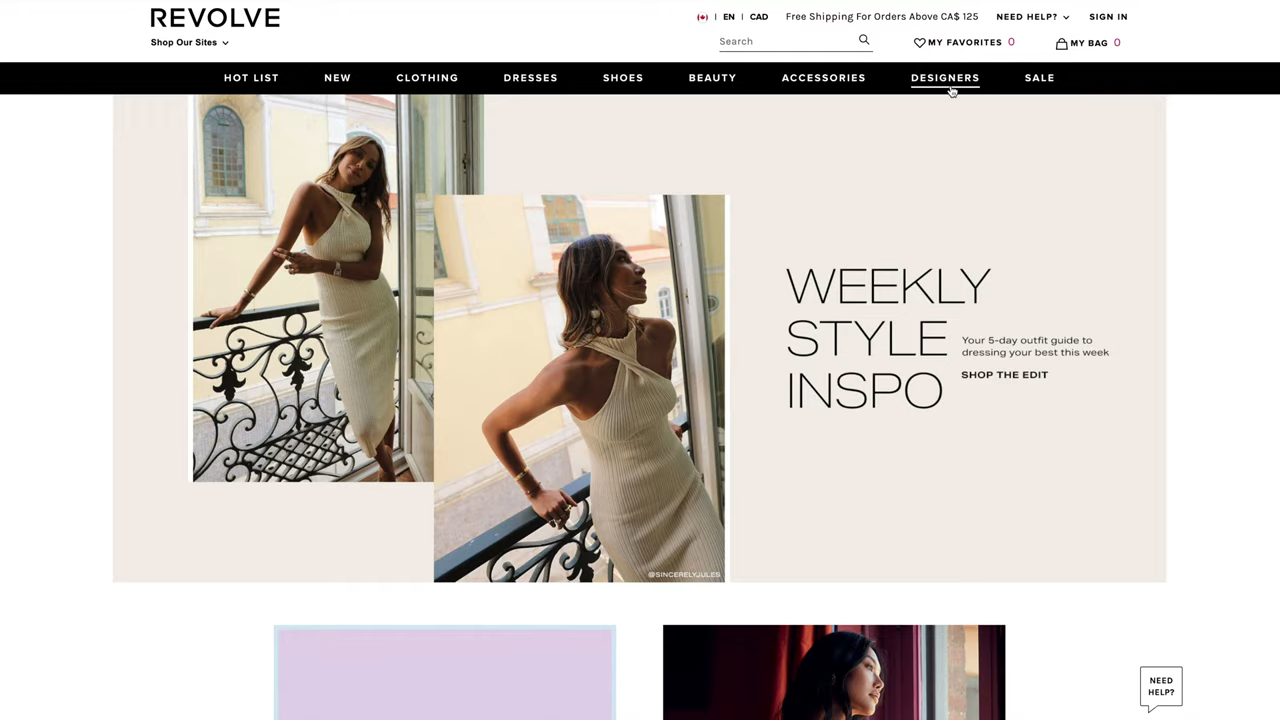 REVOLVE
EN | CAD Free Shipping For Orders Above CA$ 125 NEED HELP? SIGN IN
Shop Our Sites
Search
MY FAVORITES 0
MY BAG 0
HOT LIST NEW CLOTHING DRESSES SHOES BEAUTY ACCESSORIES DESIGNERS SALE
WEEKLY
STYLE
INSPO
Your 5-day outfit guide to
dressing your best this week
SHOP THE EDIT
@SINCERELYJULES
NEED
HELP?